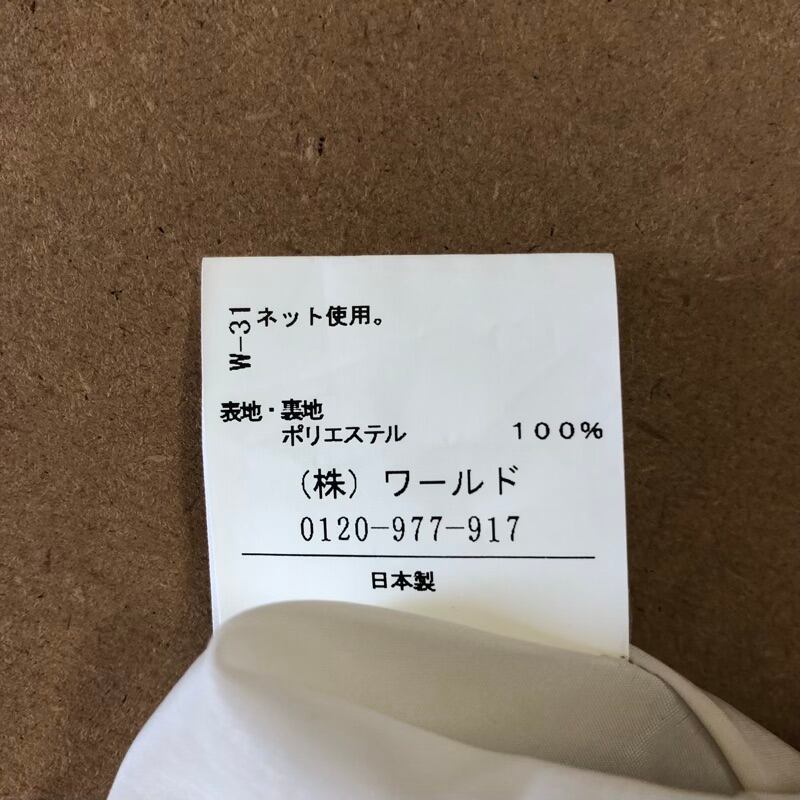 W-31
ネット使用。
表地・裏地
ポリエステル １００％
（株）ワールド
0120-977-917
日本製